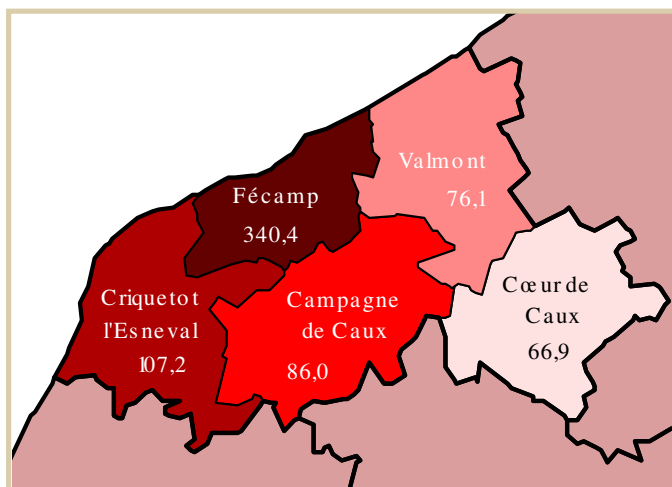 Valmont
76,1
Fécamp
340,4
Criquetot
l'Esneval
107,2
Campagne
de Caux
86,0
Cœur de
Caux
66,9